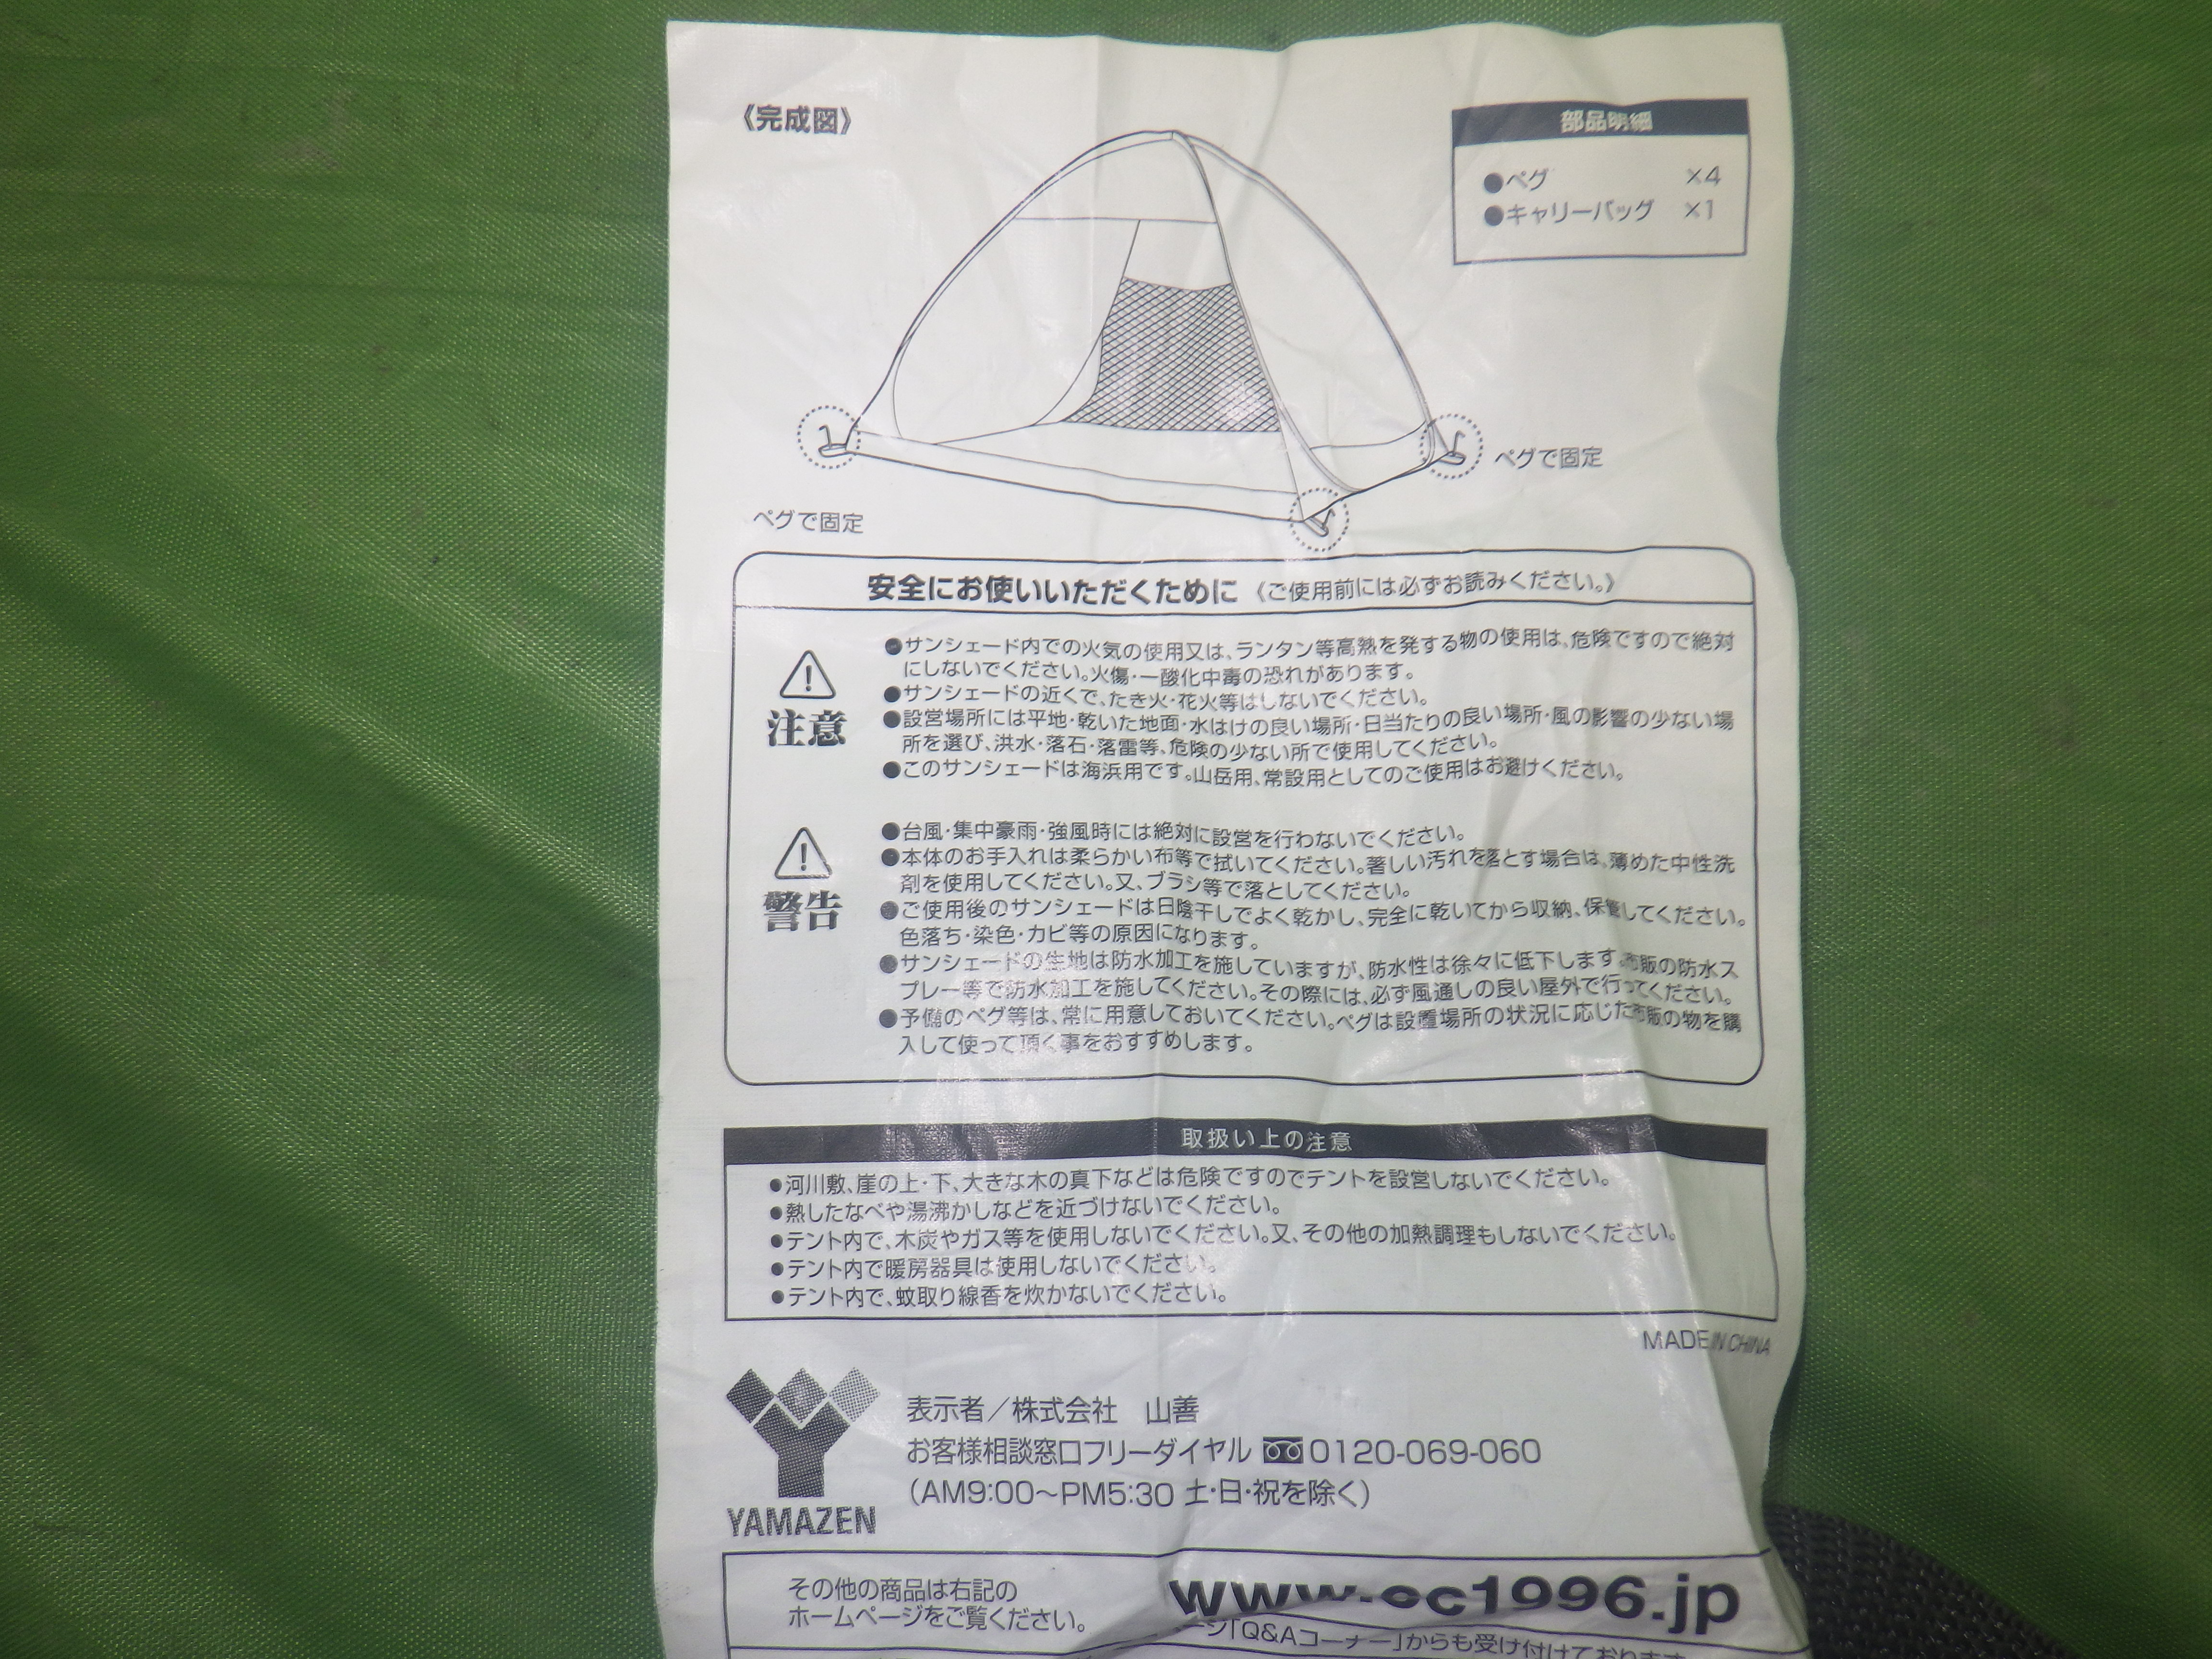 《完成図》
部品明細
●ペグ ×4
●キャリーバッグ ×1
ペグで固定
ペグで固定
安全にお使いいただくために《ご使用前には必ずお読みください。》
注意
●サンシェード内での火気の使用又は、ランタン等高熱を発する物の使用は、危険ですので絶対
にしないでください。火傷・一酸化中毒の恐れがあります。
●サンシェードの近くで、たき火・花火等はしないでください。
●設営場所には平地・乾いた地面・水はけの良い場所・日当たりの良い場所・風の影響の少ない場
所を選び、洪水・落石・落雷等、危険の少ない所で使用してください。
●このサンシェードは海浜用です。山岳用、常設用としてのご使用はお避けください。
警告
●台風・集中豪雨・強風時には絶対に設営を行わないでください。
●本体のお手入れは柔らかい布等で拭いてください。著しい汚れを落とす場合は、薄めた中性洗
剤を使用してください。又、ブラシ等で落としてください。
●ご使用後のサンシェードは日陰干しでよく乾かし、完全に乾いてから収納、保管してください。
色落ち・染色・カビ等の原因になります。
●サンシェードの生地は防水加工を施していますが、防水性は徐々に低下します。市販の防水ス
プレー等で防水加工を施してください。その際には、必ず風通しの良い屋外で行ってください。
●予備のペグ等は、常に用意しておいてください。ペグは設置場所の状況に応じた市販の物を購
入して使って頂く事をおすすめします。
取扱い上の注意
●河川敷、崖の上・下、大きな木の真下などは危険ですのでテントを設営しないでください。
●熱したなべや湯沸かしなどを近づけないでください。
●テント内で、木炭やガス等を使用しないでください。又、その他の加熱調理もしないでください。
●テント内で暖房器具は使用しないでください。
●テント内で、蚊取り線香を炊かないでください。
MADE IN CHINA
YAMAZEN
表示者／株式会社 山善
お客様相談窓口フリーダイヤル 0120-069-060
（AM9:00～PM5:30 土・日・祝を除く）
その他の商品は右記の
ホームページをご覧ください。
www.ec1996.jp
ージ「Q&Aコーナー」からも受け付けております